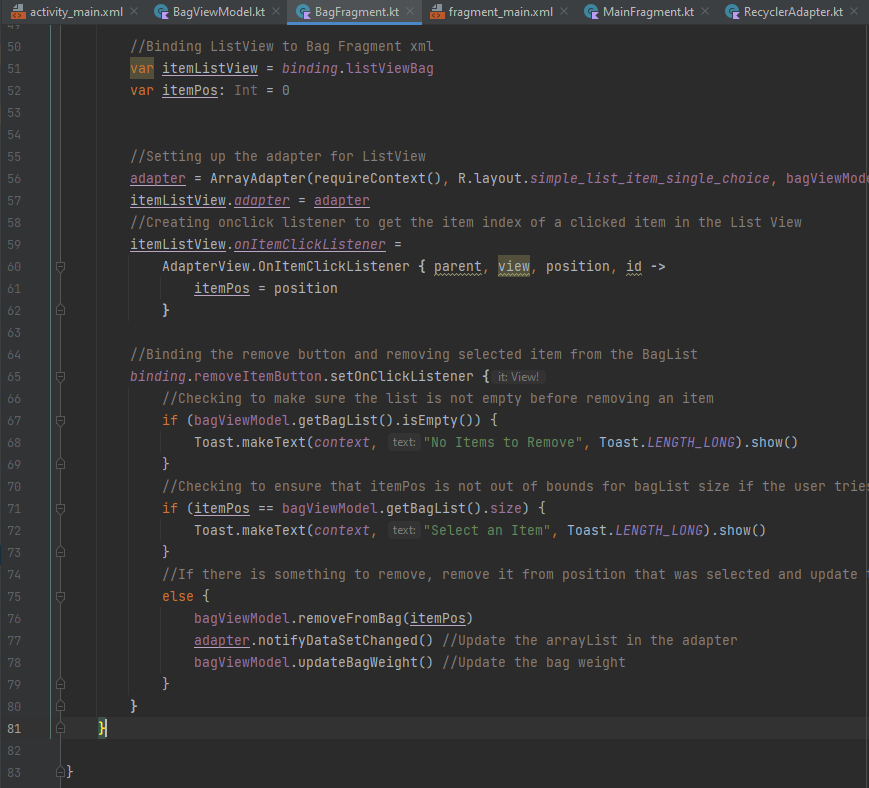 activity_main.xml BagViewModel.kt BagFragment.kt fragment_main.xml MainFragment.kt RecyclerAdapter.kt
50 //Binding ListView to Bag Fragment xml
51 var itemListView = binding.listViewBag
52 var itemPos: Int = 0
53
54
55 //Setting up the adapter for ListView
56 adapter = ArrayAdapter(requireContext(), R.layout.simple_list_item_single_choice, bagViewMode
57 itemListView.adapter = adapter
58 //Creating onclick listener to get the item index of a clicked item in the List View
59 itemListView.onItemClickListener =
60 AdapterView.OnItemClickListener { parent, view, position, id ->
61 itemPos = position
62 }
63
64 //Binding the remove button and removing selected item from the BagList
65 binding.removeItemButton.setOnClickListener { it: View!
66 //Checking to make sure the list is not empty before removing an item
67 if (bagViewModel.getBagList().isEmpty()) {
68 Toast.makeText(context, text: "No Items to Remove", Toast.LENGTH_LONG).show()
69 }
70 //Checking to ensure that itemPos is not out of bounds for bagList size if the user tries
71 if (itemPos == bagViewModel.getBagList().size) {
72 Toast.makeText(context, text: "Select an Item", Toast.LENGTH_LONG).show()
73 }
74 //If there is something to remove, remove it from position that was selected and update
75 else {
76 bagViewModel.removeFromBag(itemPos)
77 adapter.notifyDataSetChanged() //Update the arrayList in the adapter
78 bagViewModel.updateBagWeight() //Update the bag weight
79 }
80 }
81 }
82
83 }